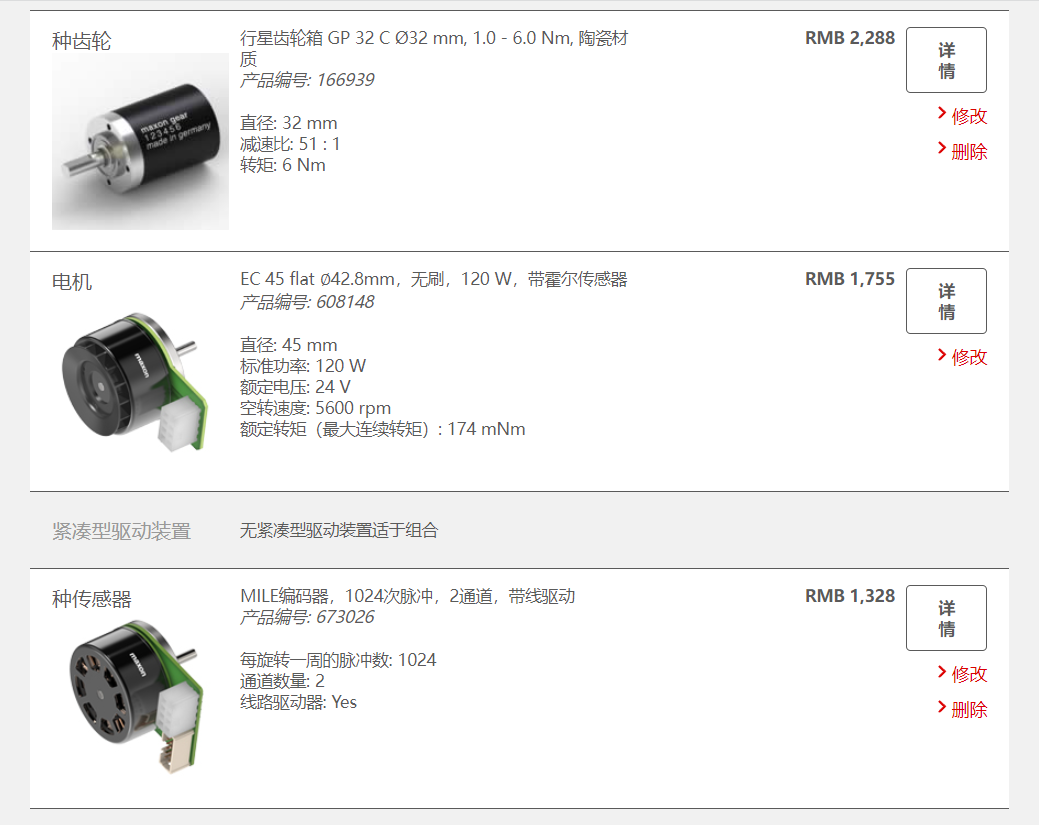 种齿轮
行星齿轮箱 GP 32 C Ø32 mm, 1.0 - 6.0 Nm, 陶瓷材
质
产品编号: 166939
直径: 32 mm
减速比: 51 : 1
转矩: 6 Nm
RMB 2,288
详
情
修改
删除
maxon gear
123456
made in germany
电机
EC 45 flat ø42.8mm，无刷，120 W，带霍尔传感器
产品编号: 608148
直径: 45 mm
标准功率: 120 W
额定电压: 24 V
空转速度: 5600 rpm
额定转矩（最大连续转矩）: 174 mNm
RMB 1,755
详
情
修改
maxon
紧凑型驱动装置
无紧凑型驱动装置适于组合
种传感器
MILE编码器，1024次脉冲，2通道，带线驱动
产品编号: 673026
每旋转一周的脉冲数: 1024
通道数量: 2
线路驱动器: Yes
RMB 1,328
详
情
修改
删除
maxon